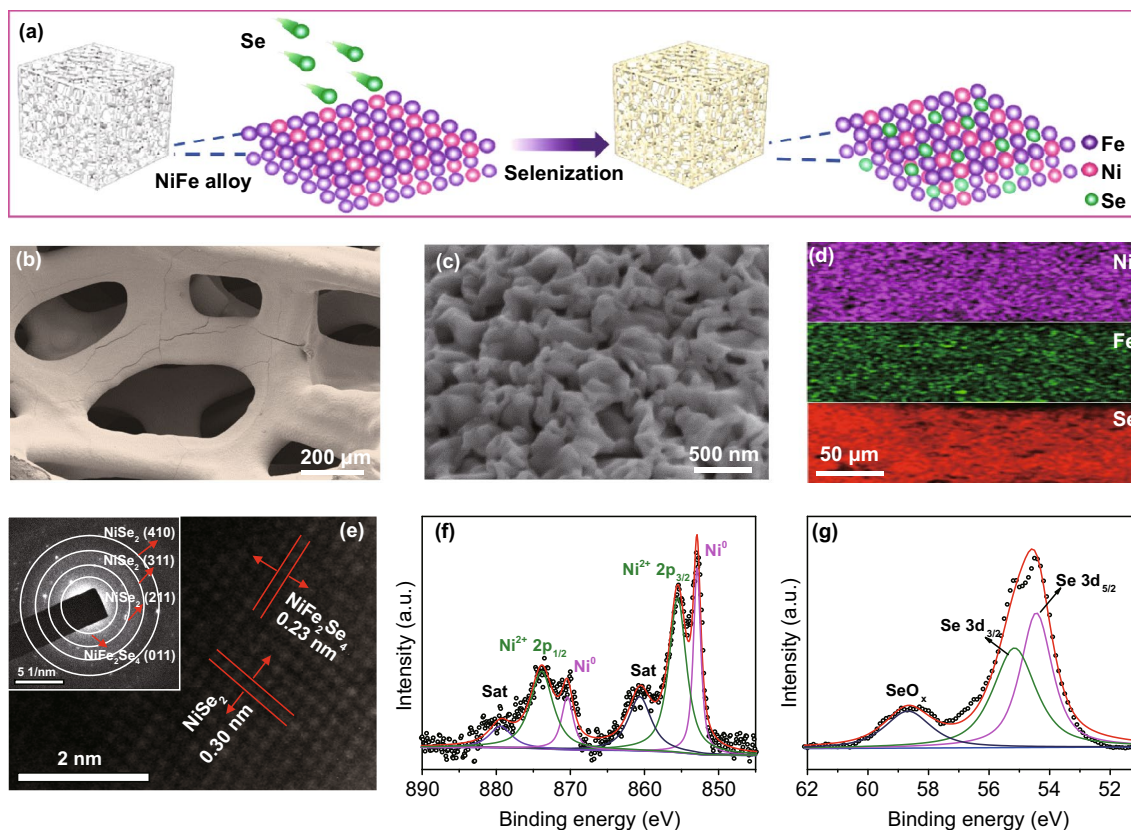 (a)
Se
NiFe alloy
Selenization
Fe
Ni
Se
(b)
200 µm
(c)
500 nm
(d)
Ni
Fe
Se
50 µm
(e)
NiSe₂ (410)
NiSe₂ (311)
NiSe₂ (211)
NiFe₂Se₄ (011)
5 1/nm
NiFe₂Se₄
0.23 nm
NiSe₂
0.30 nm
2 nm
(f)
Ni⁰
Ni²⁺ 2p₃/₂
Ni²⁺ 2p₁/₂
Ni⁰
Sat
Sat
Intensity (a.u.)
890 880 870 860 850
Binding energy (eV)
(g)
Se 3d₅/₂
Se 3d₃/₂
SeOₓ
Intensity (a.u.)
62 60 58 56 54 52
Binding energy (eV)